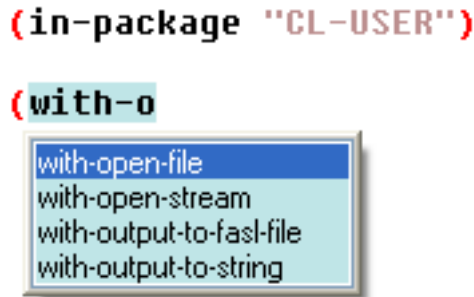 (in-package "CL-USER")
(with-o
with-open-file
with-open-stream
with-output-to-fasl-file
with-output-to-string